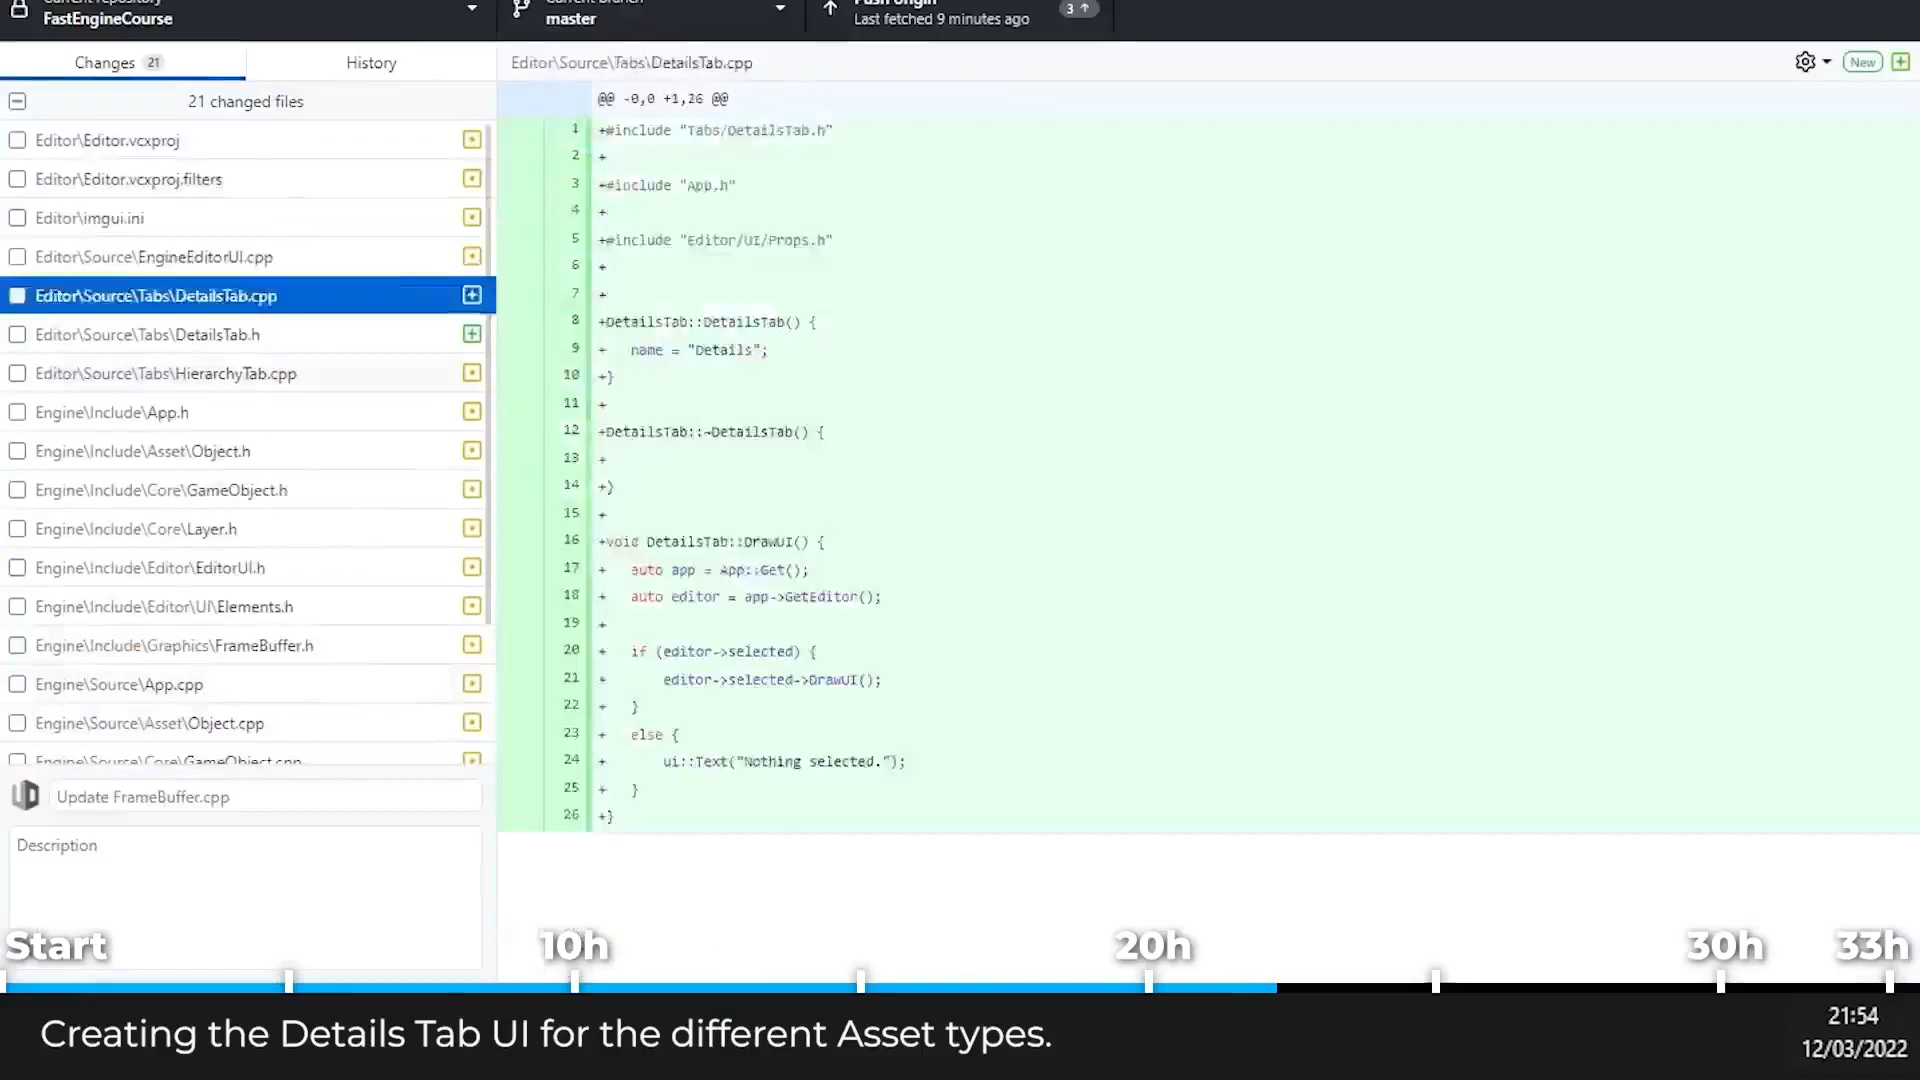 FastEngineCourse
master
Last fetched 9 minutes ago
3
Changes 21
History
21 changed files
Editor\Editor.vcxproj
Editor\Editor.vcxproj.filters
Editor\imgui.ini
Editor\Source\EngineEditorUI.cpp
Editor\Source\Tabs\DetailsTab.cpp
Editor\Source\Tabs\DetailsTab.h
Editor\Source\Tabs\HierarchyTab.cpp
Engine\Include\App.h
Engine\Include\Asset\Object.h
Engine\Include\Core\GameObject.h
Engine\Include\Core\Layer.h
Engine\Include\Editor\EditorUI.h
Engine\Include\Editor\UI\Elements.h
Engine\Include\Graphics\FrameBuffer.h
Engine\Source\App.cpp
Engine\Source\Asset\Object.cpp
Engine\Source\Core\GameObject.cpp
Update FrameBuffer.cpp
Description
Editor\Source\Tabs\DetailsTab.cpp
New
@@ -0,0 +1,26 @@
1 +#include "Tabs/DetailsTab.h"
2 +
3 +#include "App.h"
4 +
5 +#include "Editor/UI/Props.h"
6 +
7 +
8 +DetailsTab::DetailsTab() {
9 + name = "Details";
10 +}
11 +
12 +DetailsTab::~DetailsTab() {
13 +
14 +}
15 +
16 +void DetailsTab::DrawUI() {
17 + auto app = App::Get();
18 + auto editor = app->GetEditor();
19 +
20 + if (editor->selected) {
21 + editor->selected->DrawUI();
22 + }
23 + else {
24 + ui::Text("Nothing selected.");
25 + }
26 +}
Start 10h 20h 30h 33h
Creating the Details Tab UI for the different Asset types.
21:54
12/03/2022